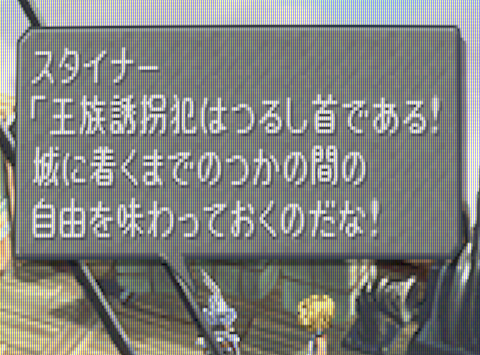 スタイナー
「王族誘拐犯はつるし首である!
城に着くまでのつかの間の
自由を味わっておくのだな!